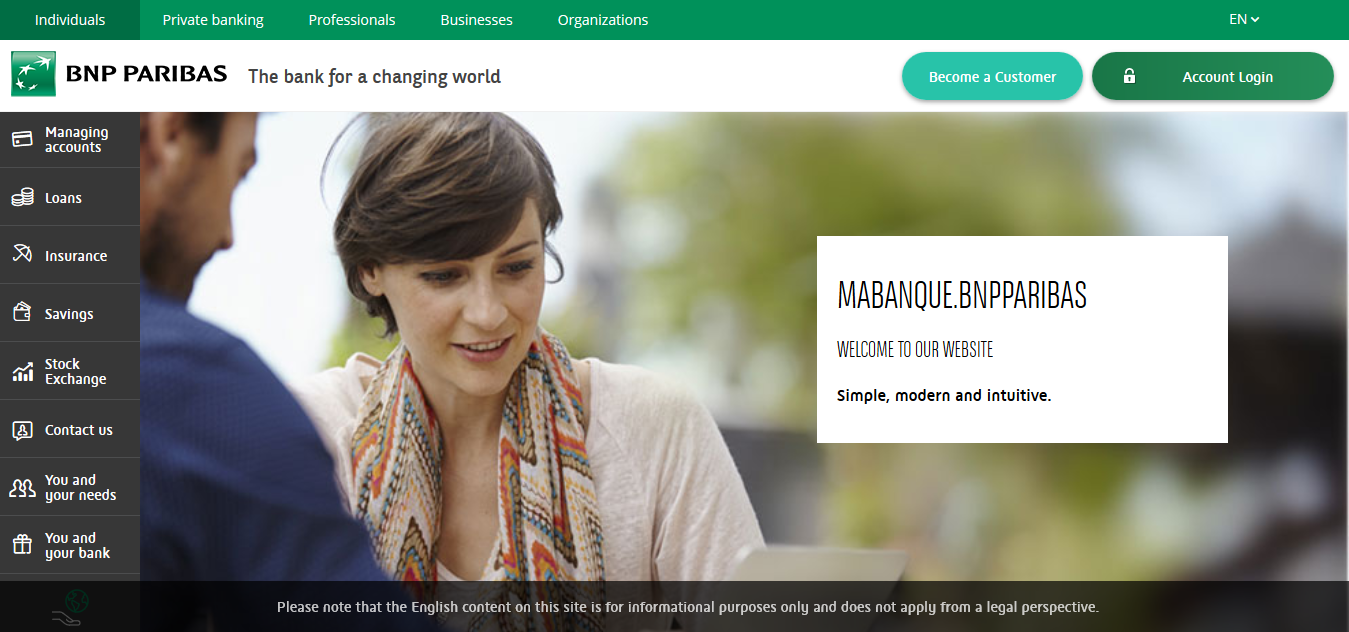 Individuals
Private banking
Professionals
Businesses
Organizations
EN
BNP PARIBAS
The bank for a changing world
Become a Customer
Account Login
Managing
accounts
Loans
Insurance
Savings
Stock
Exchange
Contact us
You and
your needs
You and
your bank
MABANQUE.BNPPARIBAS
WELCOME TO OUR WEBSITE
Simple, modern and intuitive.
Please note that the English content on this site is for informational purposes only and does not apply from a legal perspective.